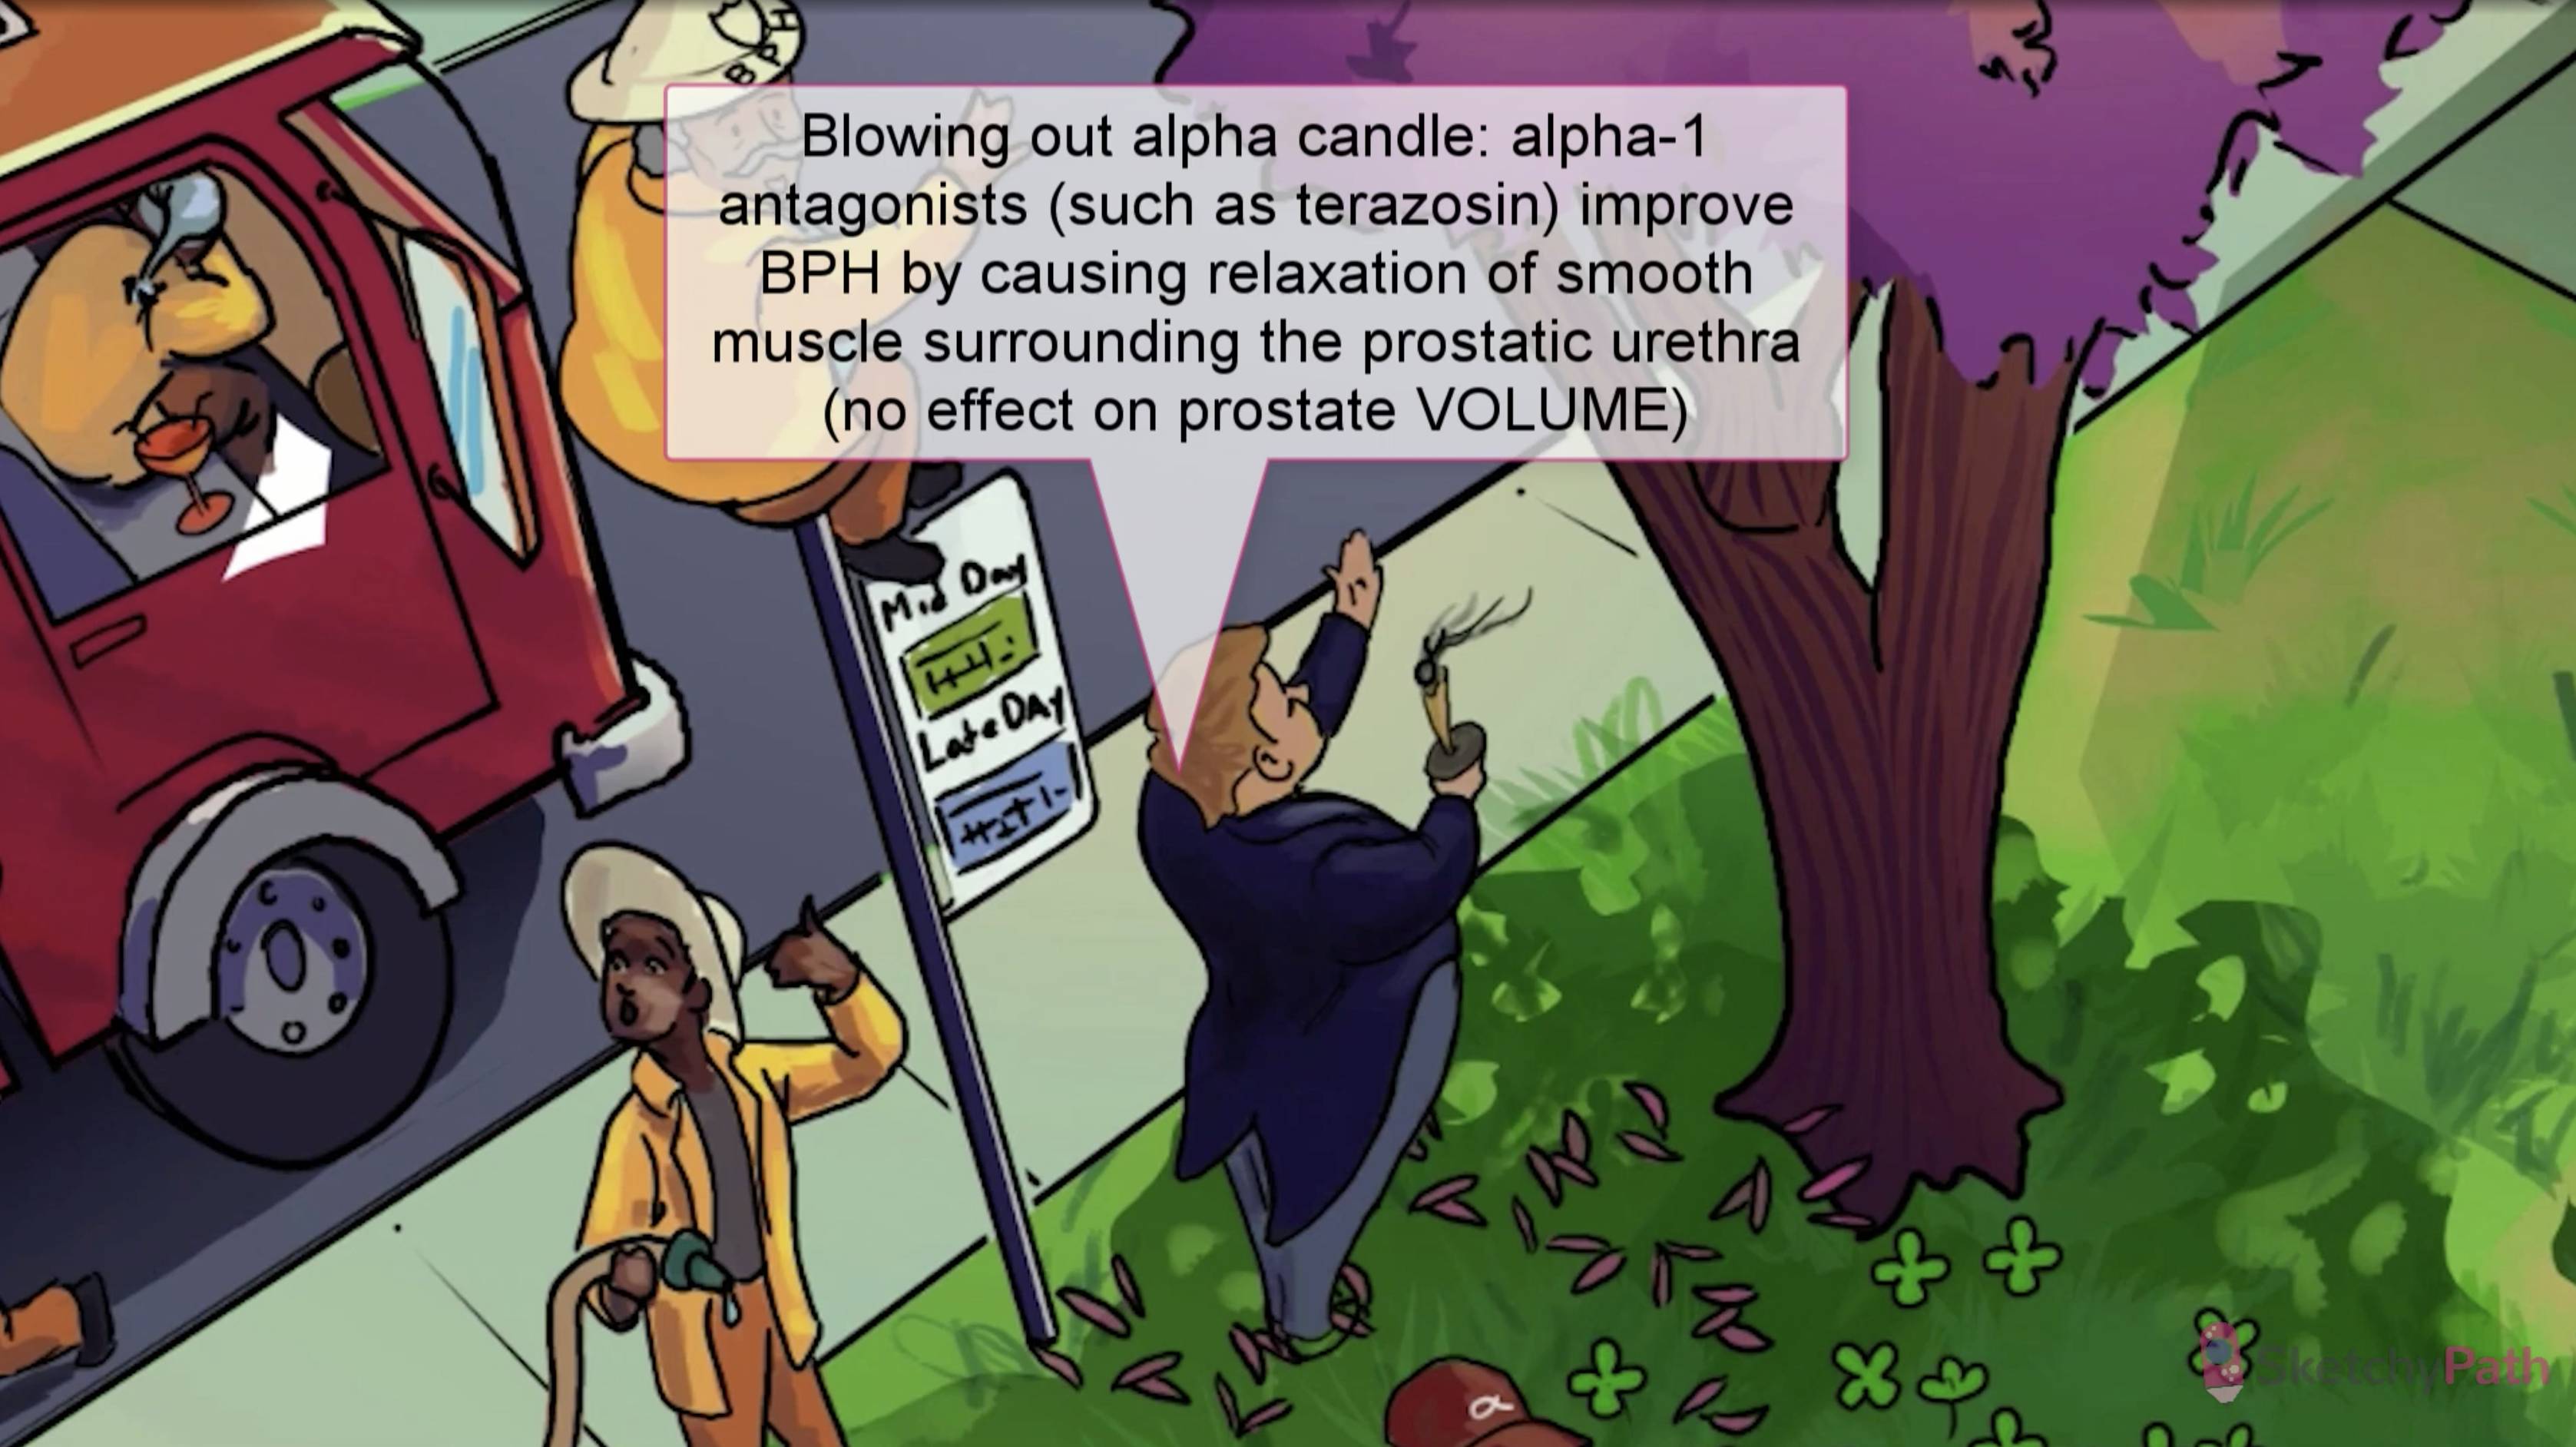 BPH
Blowing out alpha candle: alpha-1
antagonists (such as terazosin) improve
BPH by causing relaxation of smooth
muscle surrounding the prostatic urethra
(no effect on prostate VOLUME)
Mid Day
Late DAy
α
SketchyPath